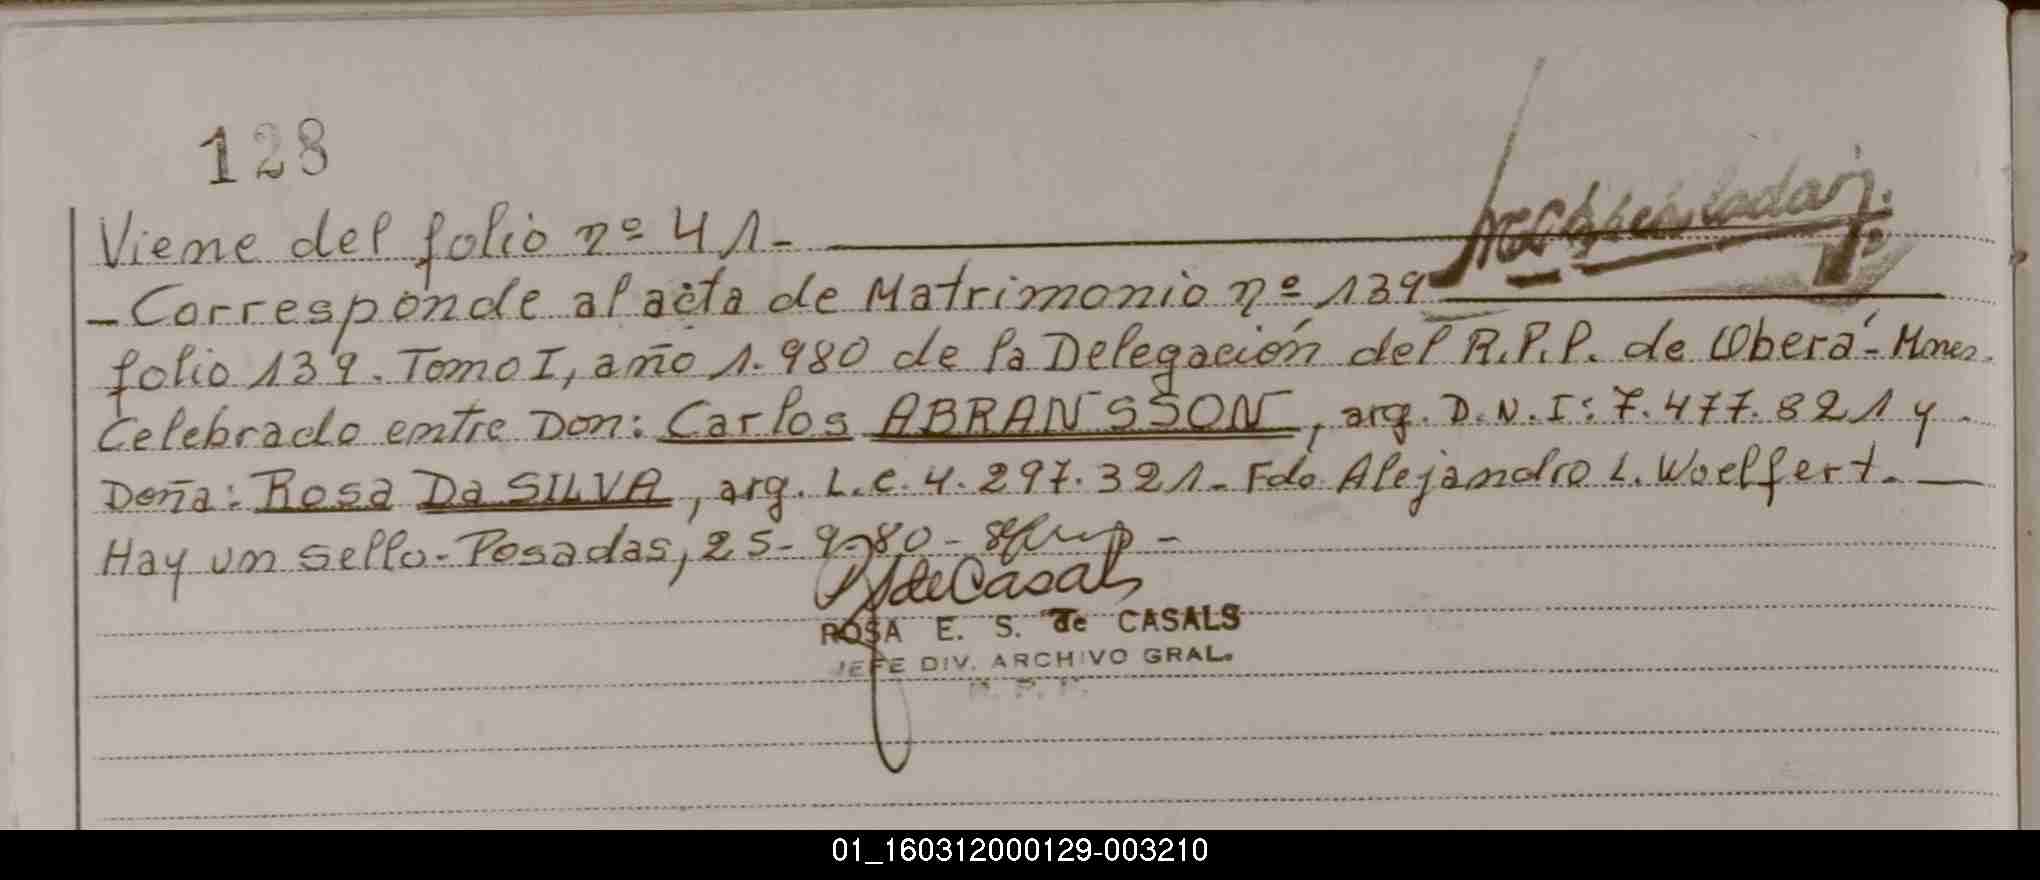 128
Viene del folio nº 41-
- Corresponde al acta de Matrimonio nº 139
folio 139. Tomo I, año 1.980 de la Delegación del R.P.P. de Oberá - Mnes.
Celebrado entre Don: Carlos ABRANSSON, arg. D.N.I: 7.477.821 y
Doña: Rosa Da SILVA, arg. L.C. 4.297.321. Fdo Alejandro L. Woelfert.
Hay un sello - Posadas, 25-9-80 -
de Casals
ROSA E. S. de CASALS
JEFE DIV. ARCHIVO GRAL.
R. P. P.
01_160312000129-003210